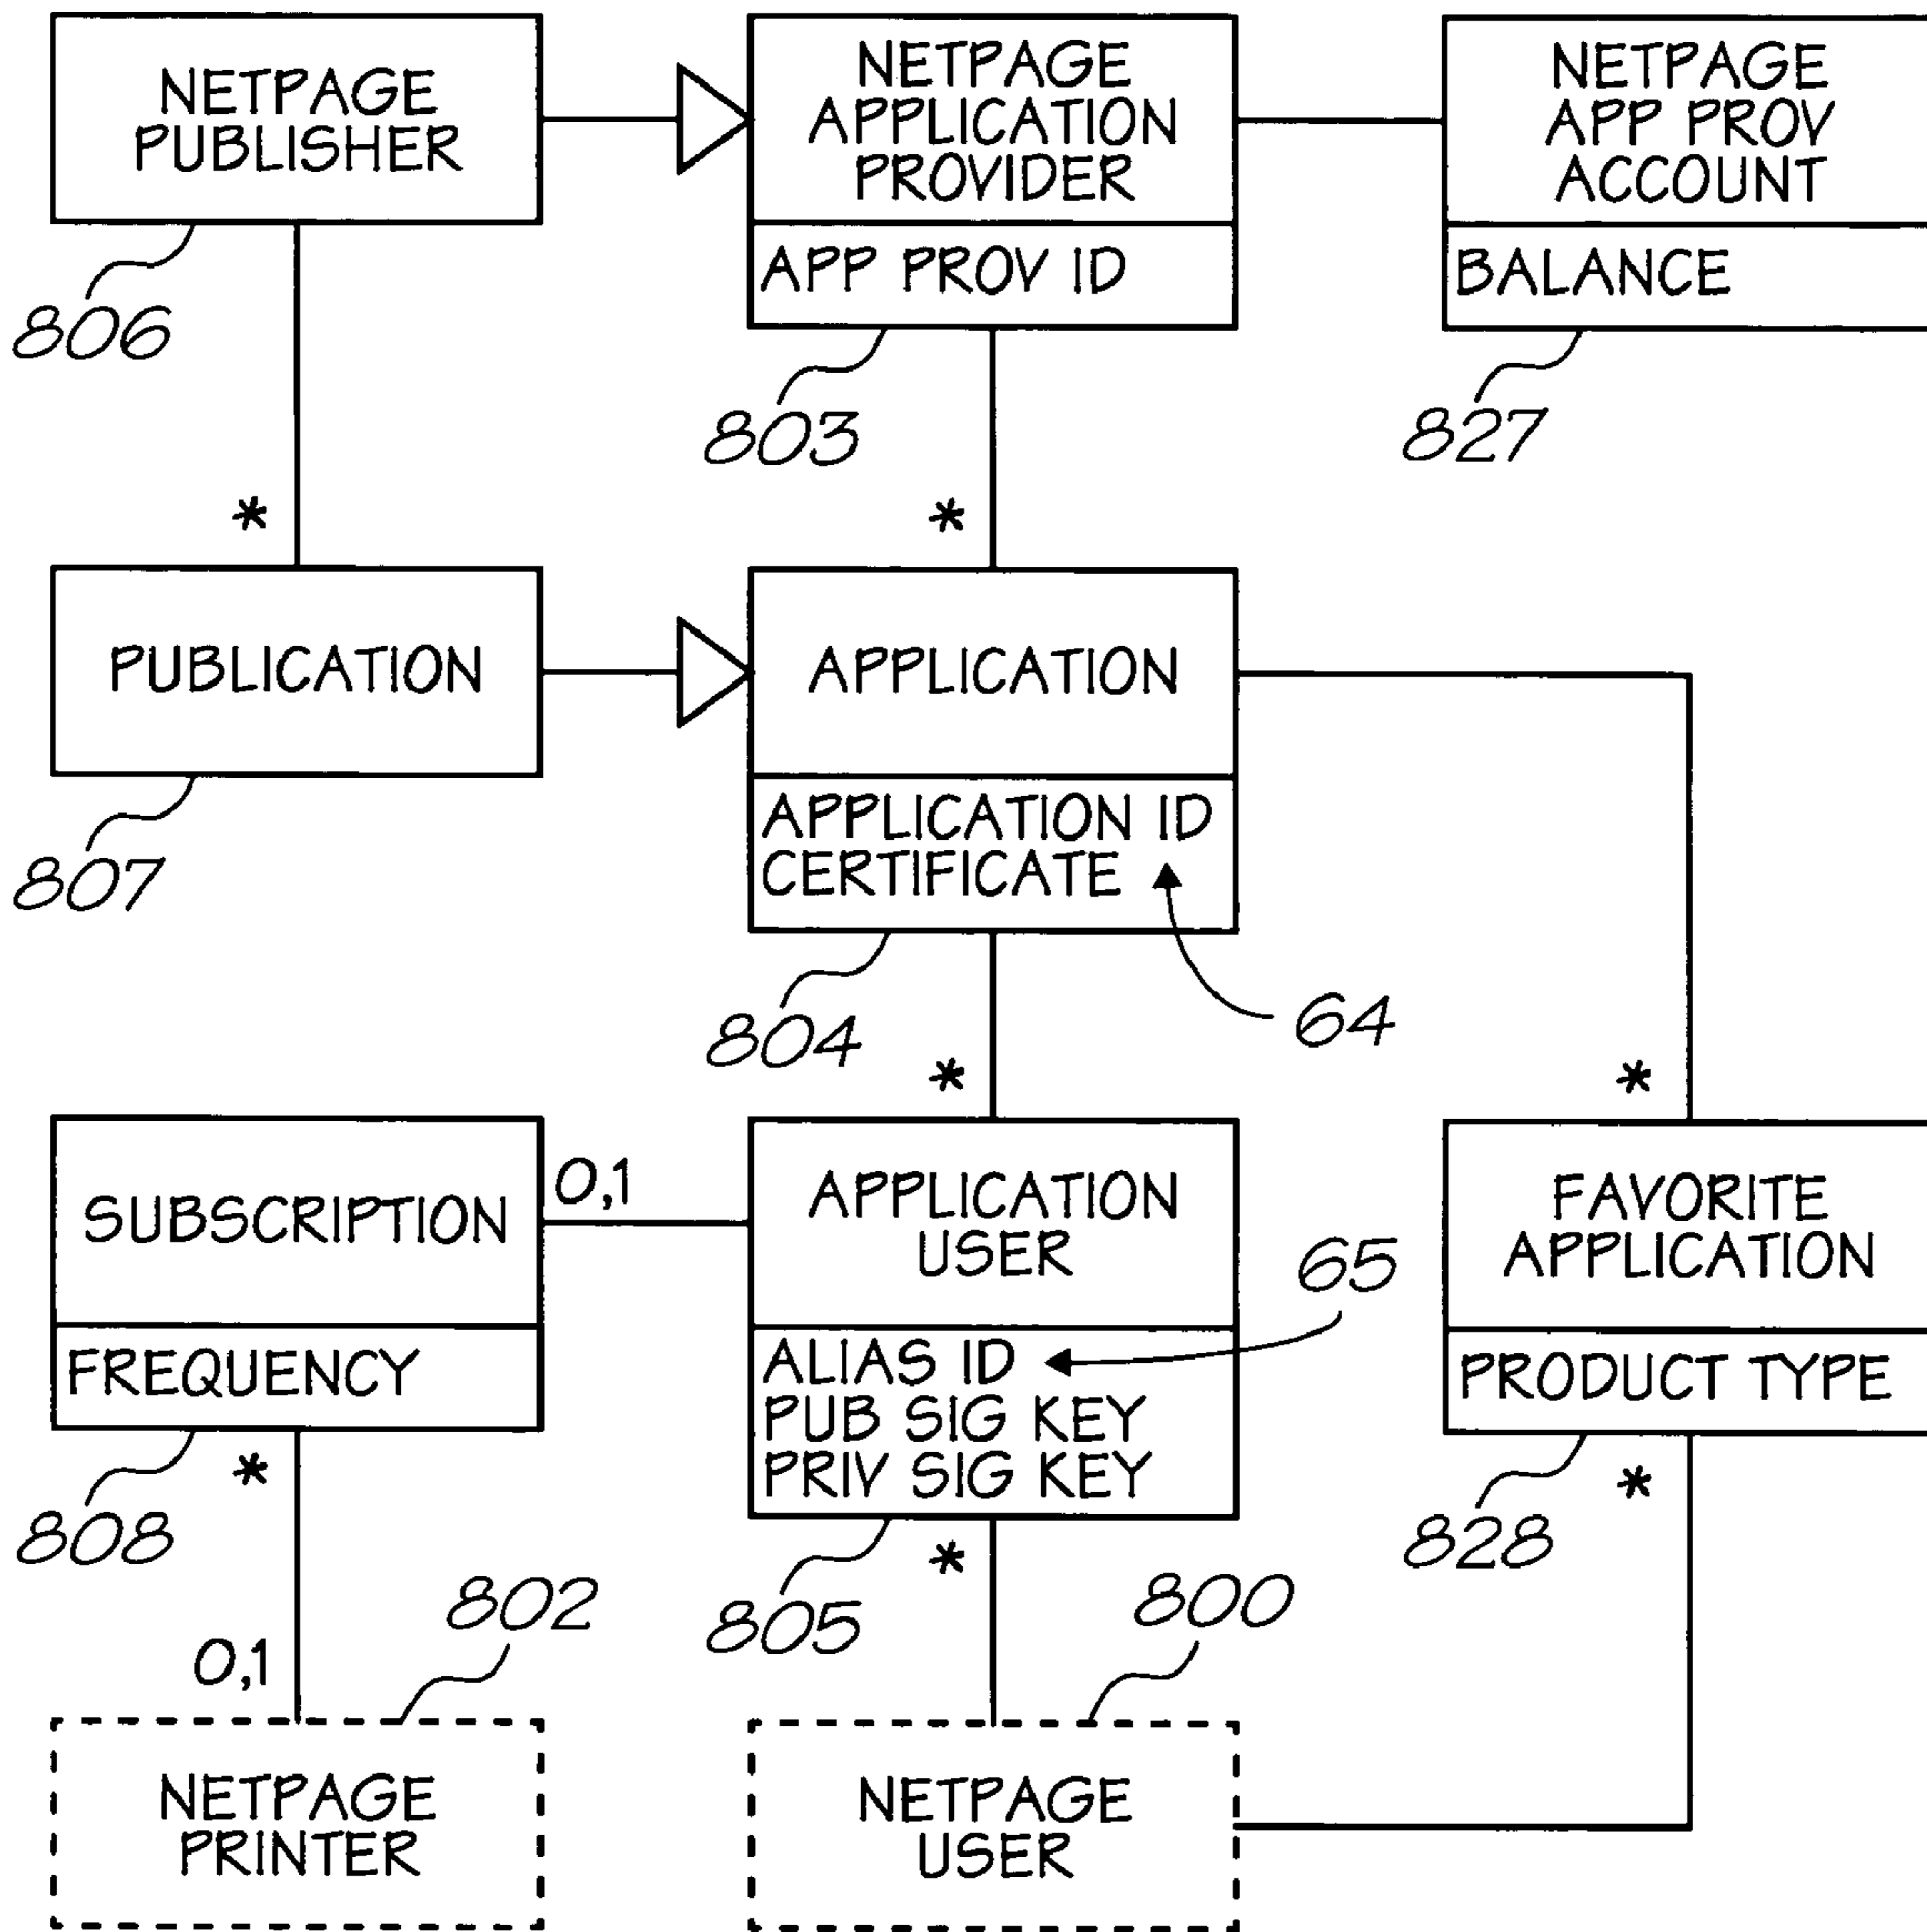 NETPAGE
PUBLISHER
NETPAGE
APPLICATION
PROVIDER
APP PROV ID
NETPAGE
APP PROV
ACCOUNT
BALANCE
806
803
827
*
*
PUBLICATION
APPLICATION
APPLICATION ID
CERTIFICATE
807
804
64
*
*
SUBSCRIPTION
FREQUENCY
0,1
APPLICATION
USER
ALIAS ID
PUB SIG KEY
PRIV SIG KEY
65
FAVORITE
APPLICATION
PRODUCT TYPE
808
*
805
*
828
*
802
800
0,1
NETPAGE
PRINTER
NETPAGE
USER